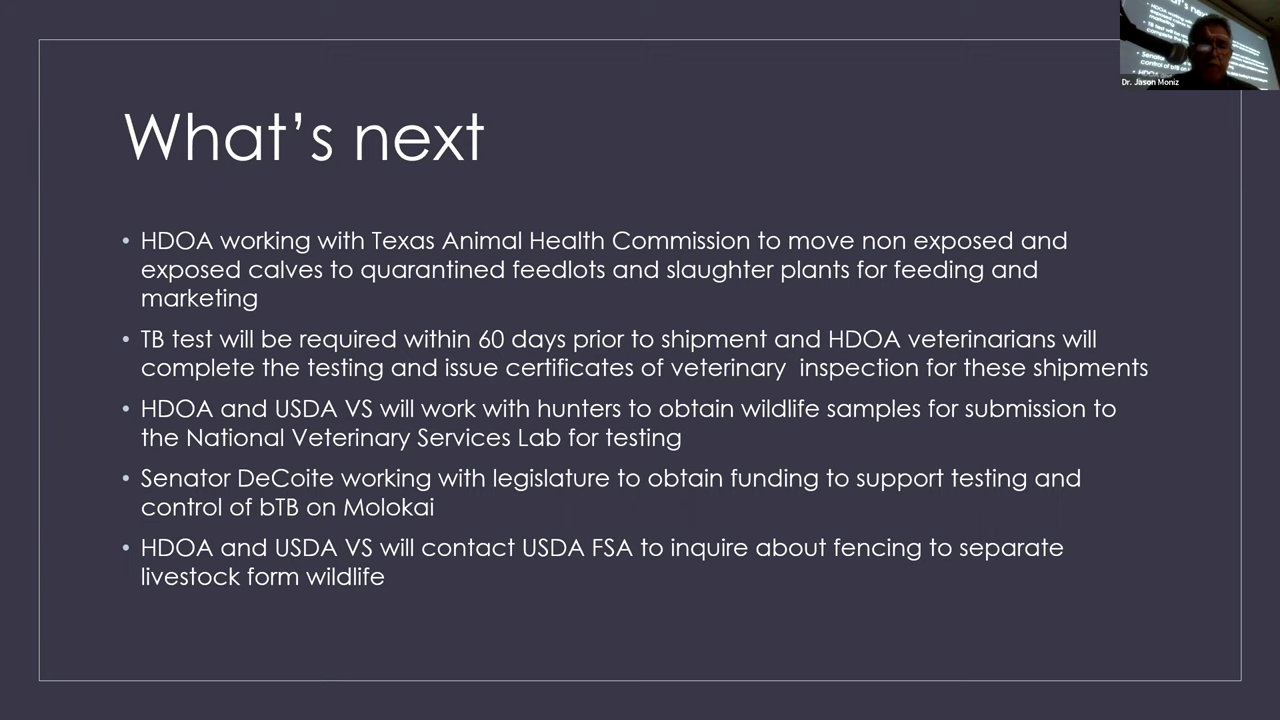 What's next
• HDOA working with Texas Animal Health Commission to move non exposed and
exposed calves to quarantined feedlots and slaughter plants for feeding and
marketing
• TB test will be required within 60 days prior to shipment and HDOA veterinarians will
complete the testing and issue certificates of veterinary inspection for these shipments
• HDOA and USDA VS will work with hunters to obtain wildlife samples for submission to
the National Veterinary Services Lab for testing
• Senator DeCoite working with legislature to obtain funding to support testing and
control of bTB on Molokai
• HDOA and USDA VS will contact USDA FSA to inquire about fencing to separate
livestock form wildlife
Dr. Jason Moniz